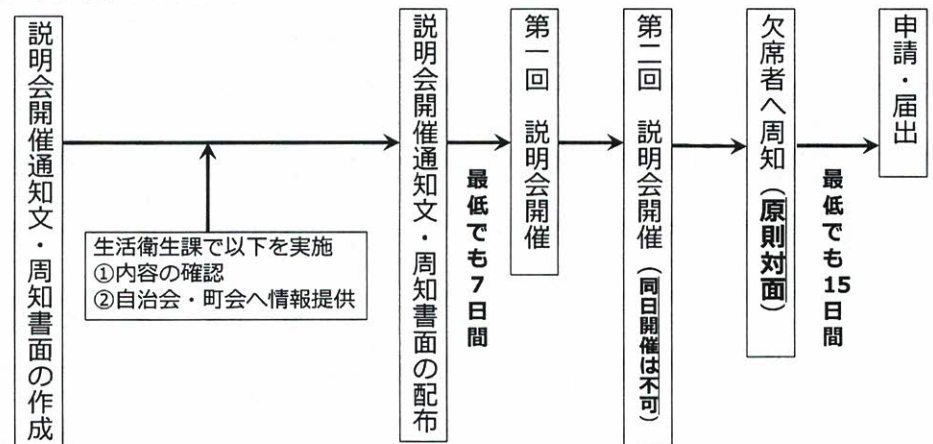 説明会開催通知文・周知書面の作成
生活衛生課で以下を実施
①内容の確認
②自治会・町会へ情報提供
説明会開催通知文・周知書面の配布
最低でも7日間
第一回 説明会開催
第二回 説明会開催（同日開催は不可）
欠席者へ周知（原則対面）
最低でも15日間
申請・届出